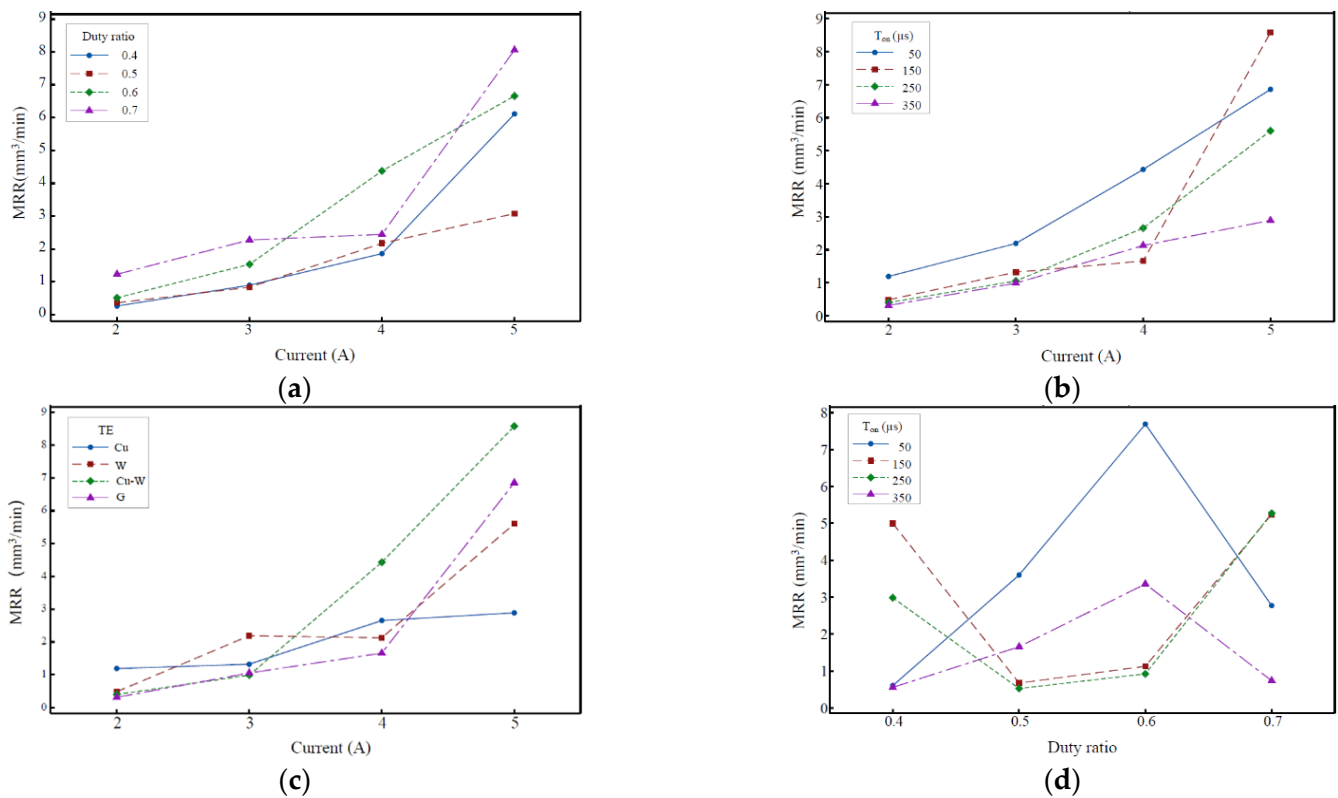 9
8
7
6
5
4
3
2
1
0
MRR(mm³/min)
Duty ratio
0.4
0.5
0.6
0.7
2 3 4 5
Current (A)
(a)
9
8
7
6
5
4
3
2
1
0
MRR (mm³/min)
Tₒₙ (µs)
50
150
250
350
2 3 4 5
Current (A)
(b)
9
8
7
6
5
4
3
2
1
0
MRR (mm³/min)
TE
Cu
W
Cu-W
G
2 3 4 5
Current (A)
(c)
8
7
6
5
4
3
2
1
0
MRR (mm³/min)
Tₒₙ (µs)
50
150
250
350
0.4 0.5 0.6 0.7
Duty ratio
(d)